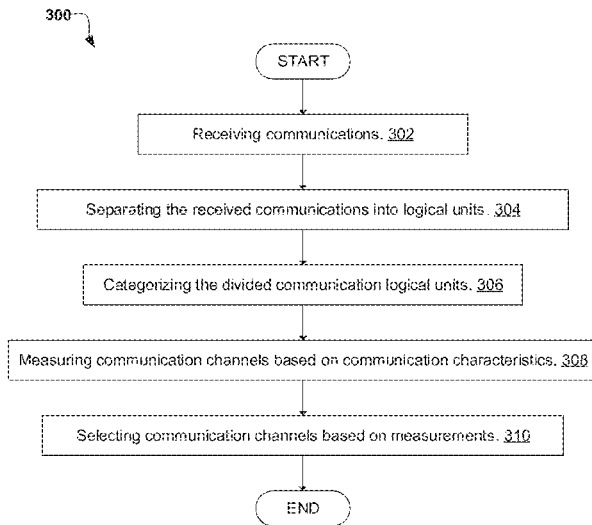 300
START
Receiving communications. 302
Separating the received communications into logical units. 304
Categorizing the divided communication logical units. 306
Measuring communication channels based on communication characteristics. 308
Selecting communication channels based on measurements. 310
END